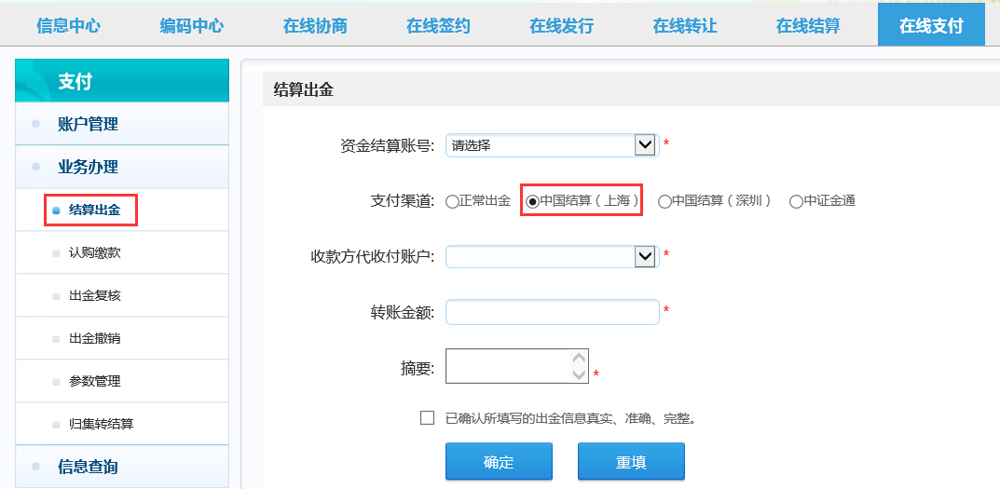 信息中心 编码中心 在线协商 在线签约 在线发行 在线转让 在线结算 在线支付
支付
账户管理
业务办理
结算出金
认购缴款
出金复核
出金撤销
参数管理
归集转结算
信息查询
结算出金
资金结算账号: 请选择 *
支付渠道: 正常出金 中国结算（上海） 中国结算（深圳） 中证金通
收款方代收付账户: *
转账金额: *
摘要: *
已确认所填写的出金信息真实、准确、完整。
确定 重填